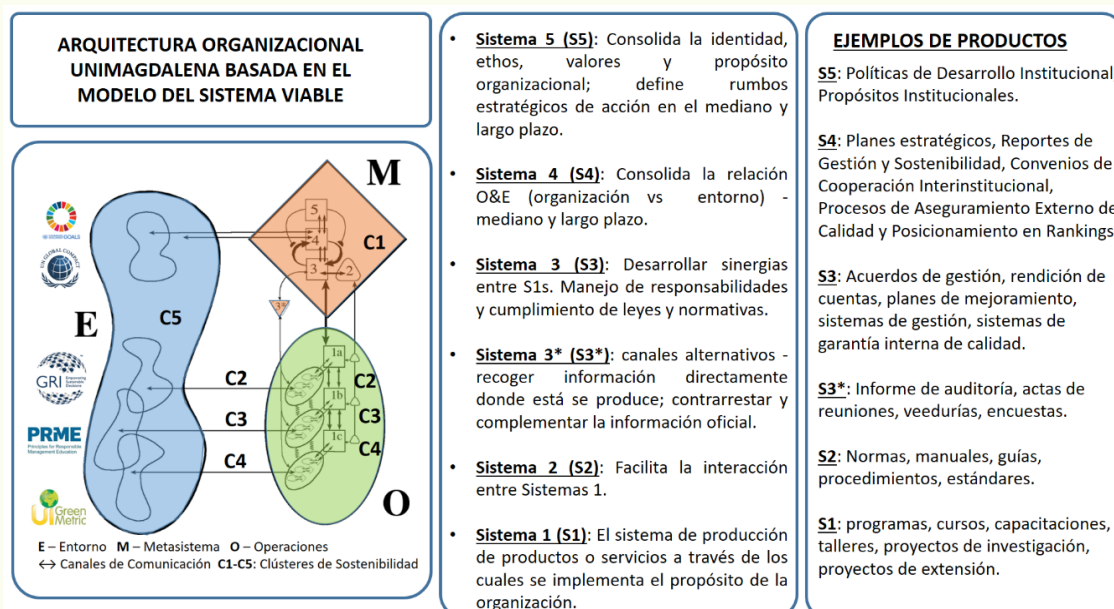 ARQUITECTURA ORGANIZACIONAL
UNIMAGDALENA BASADA EN EL
MODELO DEL SISTEMA VIABLE
M
5
4
C1
3
2
3*
E
C5
1a
C2
C2
1b
C3
C3
1c
C4
C4
O
GRI
PRME
Principles for Responsible
Management Education
UI
Green
Metric
E – Entorno M – Metasistema O – Operaciones
↔ Canales de Comunicación C1-C5: Clústeres de Sostenibilidad
• Sistema 5 (S5): Consolida la identidad,
ethos, valores y propósito
organizacional; define rumbos
estratégicos de acción en el mediano y
largo plazo.
• Sistema 4 (S4): Consolida la relación
O&E (organización vs entorno) -
mediano y largo plazo.
• Sistema 3 (S3): Desarrollar sinergias
entre S1s. Manejo de responsabilidades
y cumplimiento de leyes y normativas.
• Sistema 3* (S3*): canales alternativos -
recoger información directamente
donde está se produce; contrarrestar y
complementar la información oficial.
• Sistema 2 (S2): Facilita la interacción
entre Sistemas 1.
• Sistema 1 (S1): El sistema de producción
de productos o servicios a través de los
cuales se implementa el propósito de la
organización.
EJEMPLOS DE PRODUCTOS
S5: Políticas de Desarrollo Institucional
Propósitos Institucionales.
S4: Planes estratégicos, Reportes de
Gestión y Sostenibilidad, Convenios de
Cooperación Interinstitucional,
Procesos de Aseguramiento Externo de
Calidad y Posicionamiento en Rankings
S3: Acuerdos de gestión, rendición de
cuentas, planes de mejoramiento,
sistemas de gestión, sistemas de
garantía interna de calidad.
S3*: Informe de auditoría, actas de
reuniones, veedurías, encuestas.
S2: Normas, manuales, guías,
procedimientos, estándares.
S1: programas, cursos, capacitaciones,
talleres, proyectos de investigación,
proyectos de extensión.